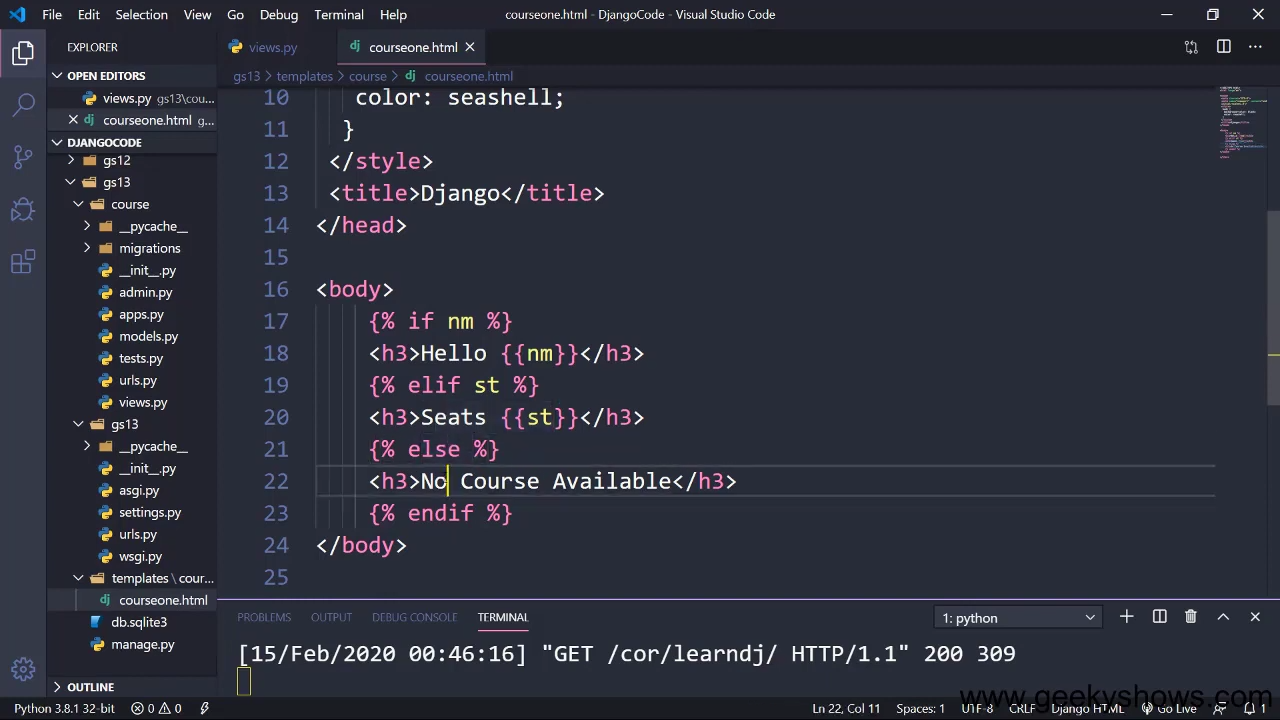 File Edit Selection View Go Debug Terminal Help courseone.html - DjangoCode - Visual Studio Code
EXPLORER
OPEN EDITORS
views.py gs13\cou...
courseone.html g...
DJANGOCODE
gs12
gs13
course
__pycache__
migrations
__init__.py
admin.py
apps.py
models.py
tests.py
urls.py
views.py
gs13
__pycache__
__init__.py
asgi.py
settings.py
urls.py
wsgi.py
templates \ cour...
courseone.html
db.sqlite3
manage.py
OUTLINE
views.py courseone.html
gs13 > templates > course > courseone.html
10 color: seashell;
11 }
12 </style>
13 <title>Django</title>
14 </head>
15
16 <body>
17 {% if nm %}
18 <h3>Hello {{nm}}</h3>
19 {% elif st %}
20 <h3>Seats {{st}}</h3>
21 {% else %}
22 <h3>No Course Available</h3>
23 {% endif %}
24 </body>
25
PROBLEMS OUTPUT DEBUG CONSOLE TERMINAL 1: python
[15/Feb/2020 00:46:16] "GET /cor/learndj/ HTTP/1.1" 200 309
www.geekyshows.com
Python 3.8.1 32-bit 0 0 Ln 22, Col 11 Spaces: 1 UTF-8 CRLF Django HTML Go Live 1